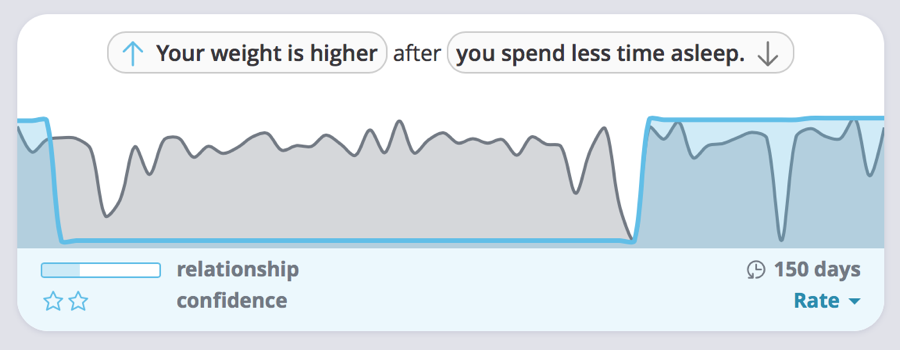 Your weight is higher after you spend less time asleep.
relationship 150 days
confidence Rate